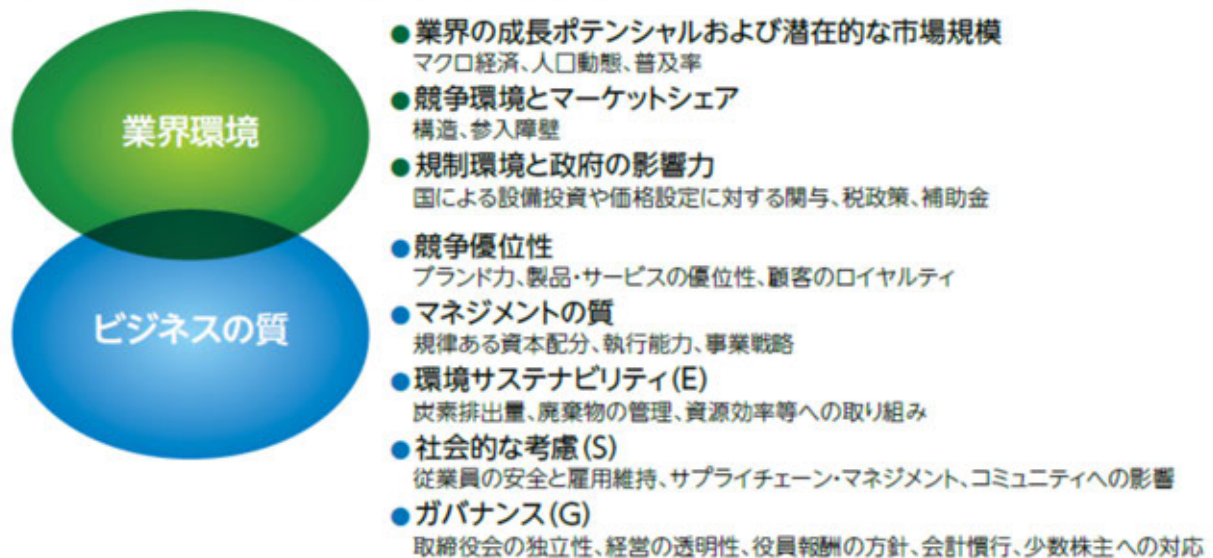 業界環境
●業界の成長ポテンシャルおよび潜在的な市場規模
マクロ経済、人口動態、普及率
●競争環境とマーケットシェア
構造、参入障壁
●規制環境と政府の影響力
国による設備投資や価格設定に対する関与、税政策、補助金
ビジネスの質
●競争優位性
ブランド力、製品・サービスの優位性、顧客のロイヤルティ
●マネジメントの質
規律ある資本配分、執行能力、事業戦略
●環境サステナビリティ(E)
炭素排出量、廃棄物の管理、資源効率等への取り組み
●社会的な考慮(S)
従業員の安全と雇用維持、サプライチェーン・マネジメント、コミュニティへの影響
●ガバナンス(G)
取締役会の独立性、経営の透明性、役員報酬の方針、会計慣行、少数株主への対応